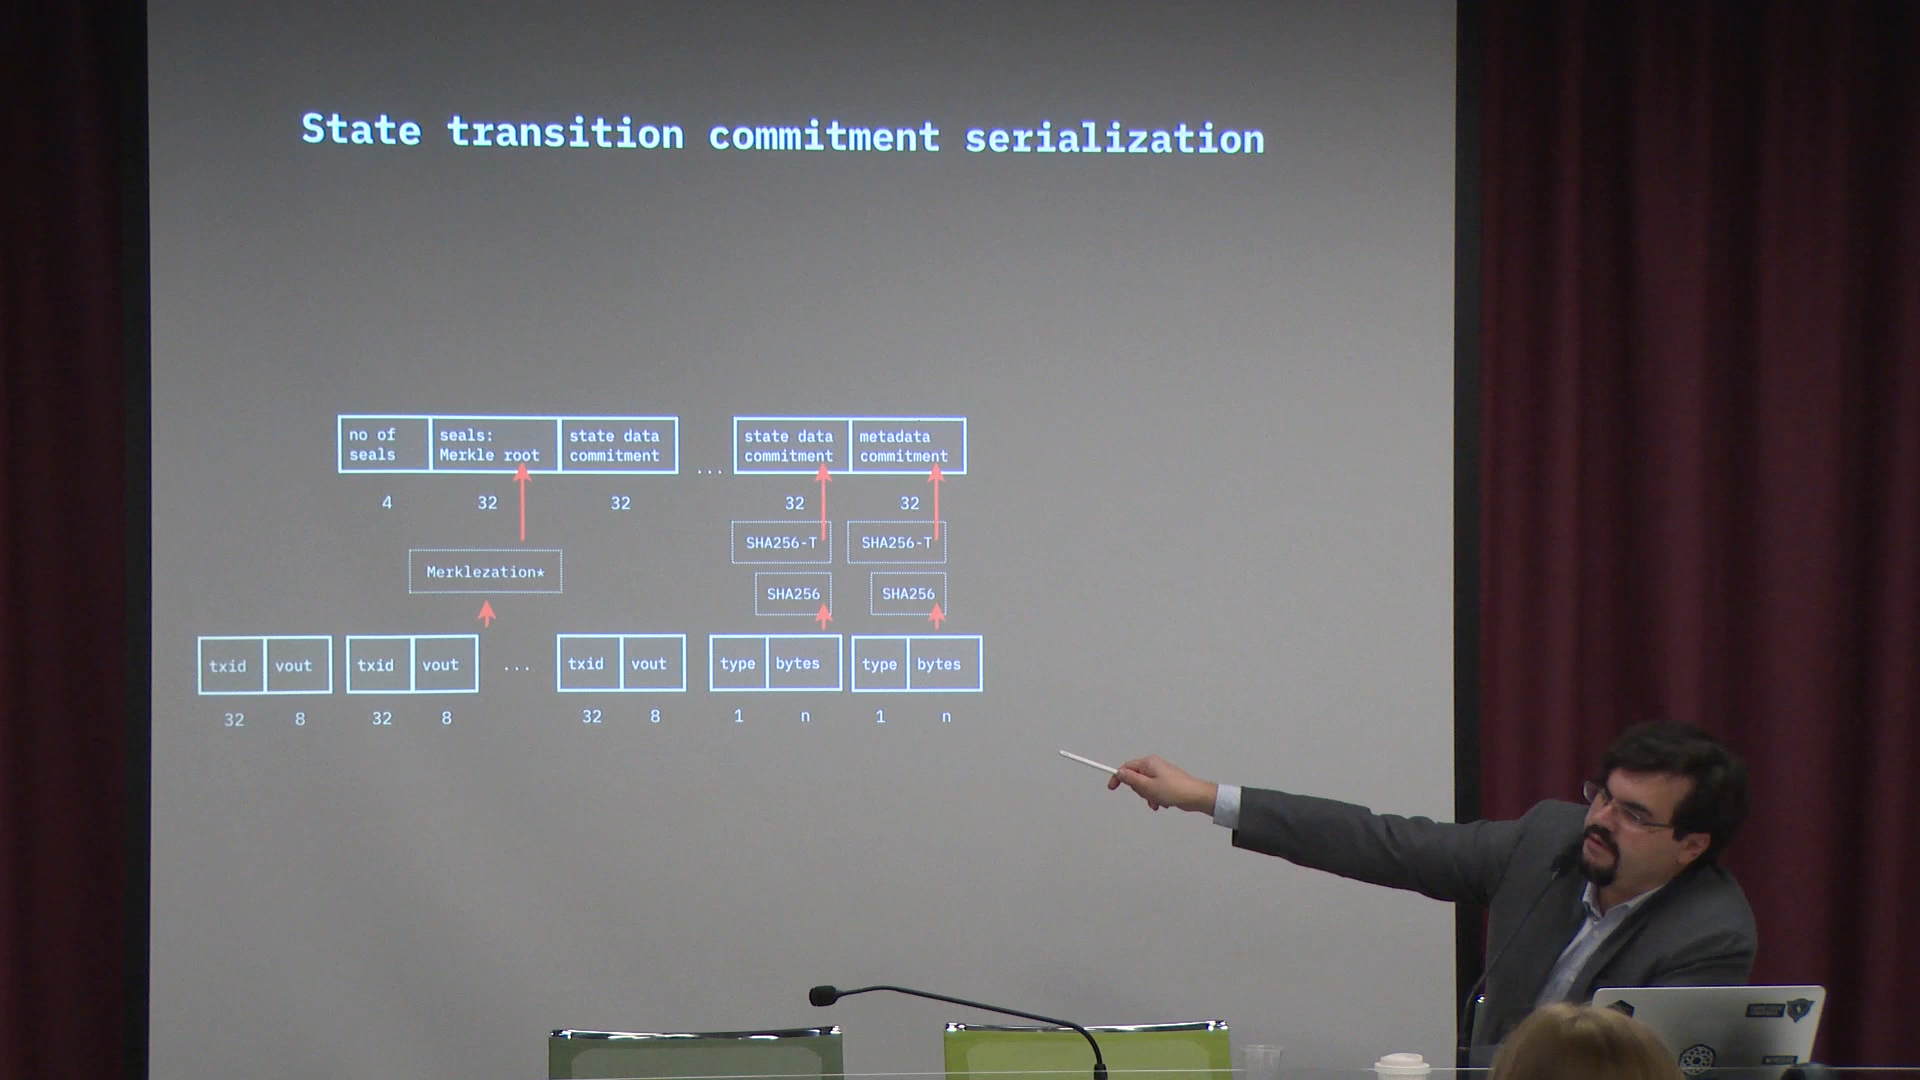 State transition commitment serialization
no of
seals
seals:
Merkle root
state data
commitment
...
state data
commitment
metadata
commitment
4
32
32
32
32
Merklezation*
SHA256-T
SHA256-T
SHA256
SHA256
txid
vout
txid
vout
...
txid
vout
type
bytes
type
bytes
32
8
32
8
32
8
1
n
1
n